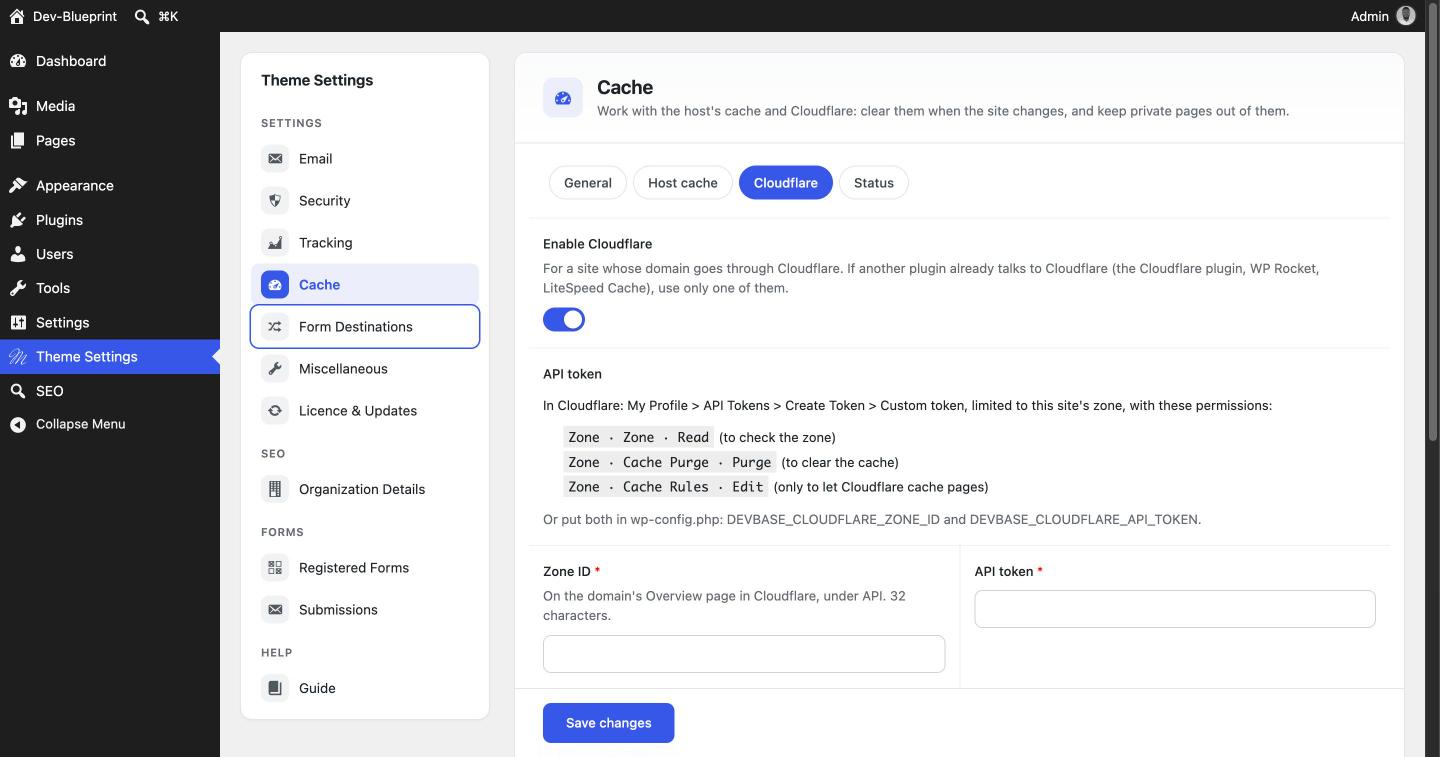 Dev-Blueprint
⌘K
Admin
Dashboard
Media
Pages
Appearance
Plugins
Users
Tools
Settings
Theme Settings
SEO
Collapse Menu
Theme Settings
SETTINGS
Email
Security
Tracking
Cache
Form Destinations
Miscellaneous
Licence & Updates
SEO
Organization Details
FORMS
Registered Forms
Submissions
HELP
Guide
Cache
Work with the host's cache and Cloudflare: clear them when the site changes, and keep private pages out of them.
General
Host cache
Cloudflare
Status
Enable Cloudflare
For a site whose domain goes through Cloudflare. If another plugin already talks to Cloudflare (the Cloudflare plugin, WP Rocket,
LiteSpeed Cache), use only one of them.
API token
In Cloudflare: My Profile > API Tokens > Create Token > Custom token, limited to this site's zone, with these permissions:
Zone · Zone · Read (to check the zone)
Zone · Cache Purge · Purge (to clear the cache)
Zone · Cache Rules · Edit (only to let Cloudflare cache pages)
Or put both in wp-config.php: DEVBASE_CLOUDFLARE_ZONE_ID and DEVBASE_CLOUDFLARE_API_TOKEN.
Zone ID *
On the domain's Overview page in Cloudflare, under API. 32
characters.
API token *
Save changes